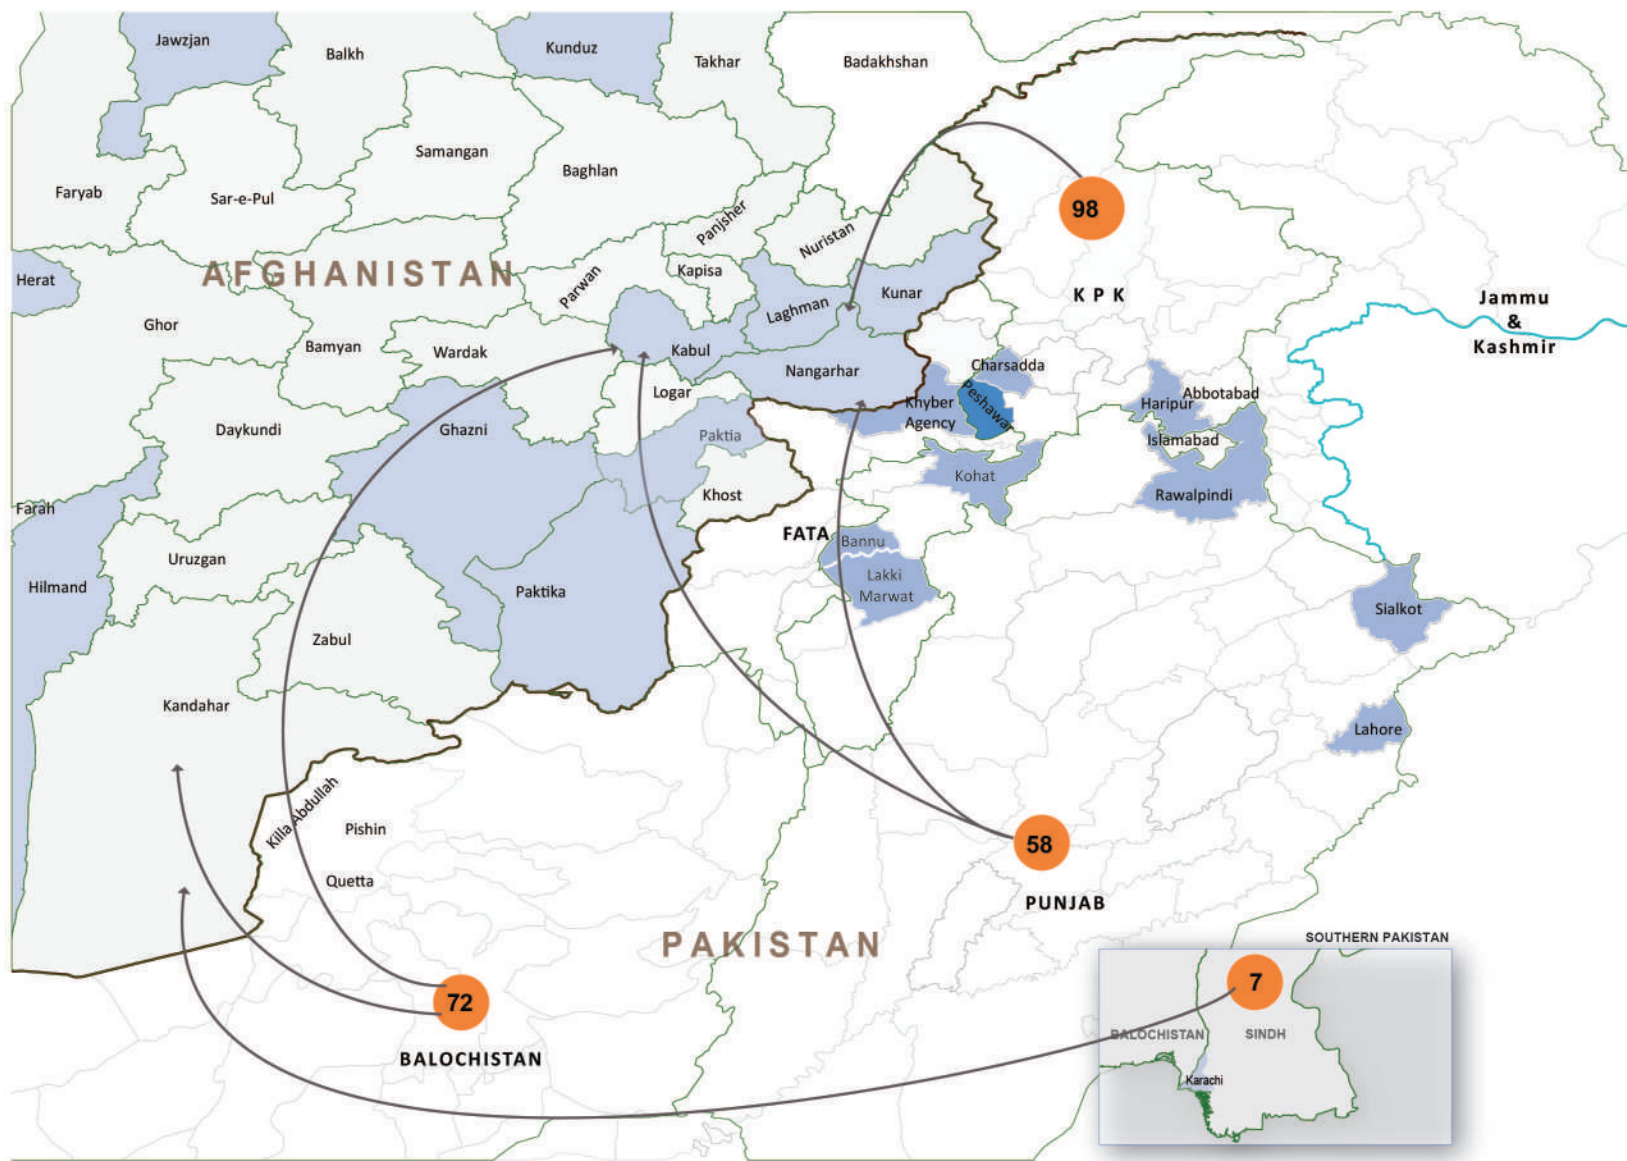 Jawzjan
Balkh
Kunduz
Takhar
Badakhshan
Samangan
Baghlan
Faryab
Sar-e-Pul
98
Panjsher
Nuristan
AFGHANISTAN
Parwan
Kapisa
Herat
Kunar
KPK
Laghman
Jammu
&
Kashmir
Ghor
Bamyan
Wardak
Kabul
Nangarhar
Charsadda
Logar
Khyber
Agency
Peshawar
Haripur
Abbotabad
Daykundi
Ghazni
Paktia
Islamabad
Kohat
Khost
Rawalpindi
Farah
FATA
Bannu
Uruzgan
Hilmand
Paktika
Lakki
Marwat
Sialkot
Zabul
Kandahar
Lahore
Killa Abdullah
Pishin
58
Quetta
PUNJAB
PAKISTAN
SOUTHERN PAKISTAN
7
72
BALOCHISTAN
SINDH
BALOCHISTAN
Karachi